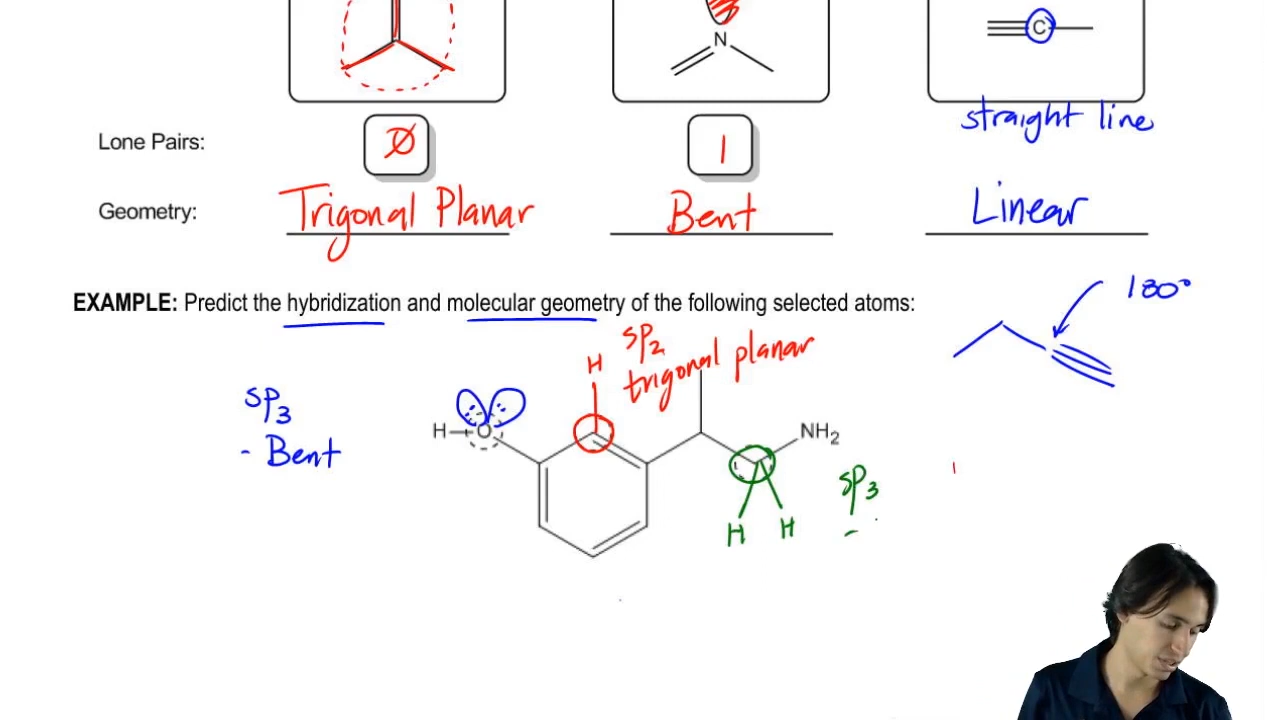 N
C
straight line
Lone Pairs: Ø 1
Geometry: Trigonal Planar Bent Linear
EXAMPLE: Predict the hybridization and molecular geometry of the following selected atoms:
180°
sp2
trigonal planar
H
sp3
- Bent
H O
NH2
sp3
-
H H